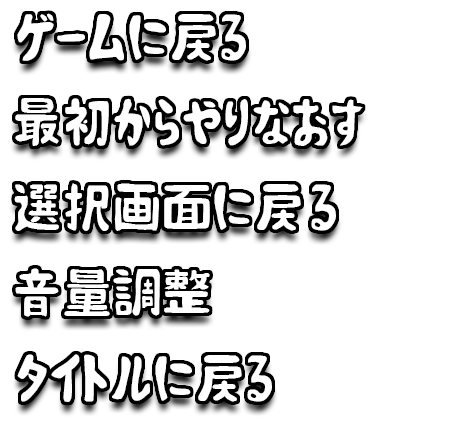 ゲームに戻る
最初からやりなおす
選択画面に戻る
音量調整
タイトルに戻る